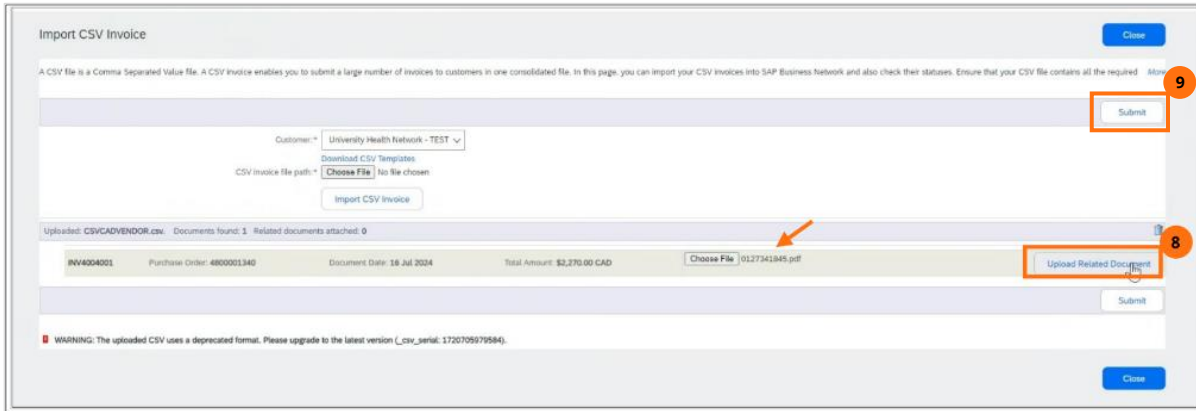 Import CSV Invoice
Close
A CSV file is a Comma Separated Value file. A CSV invoice enables you to submit a large number of invoices to customers in one consolidated file. In this page, you can import your CSV invoices into SAP Business Network and also check their statuses. Ensure that your CSV file contains all the required More
9
Submit
Customer:* University Health Network - TEST
Download CSV Templates
CSV invoice file path:* Choose File No file chosen
Import CSV Invoice
Uploaded: CSVCADVENDOR.csv. Documents found: 1 Related documents attached: 0
8
INV4004001 Purchase Order: 4800001340 Document Date: 16 Jul 2024 Total Amount: $2,270.00 CAD Choose File 0127341845.pdf Upload Related Document
Submit
WARNING: The uploaded CSV uses a deprecated format. Please upgrade to the latest version (_csv_serial: 1720705979584).
Close